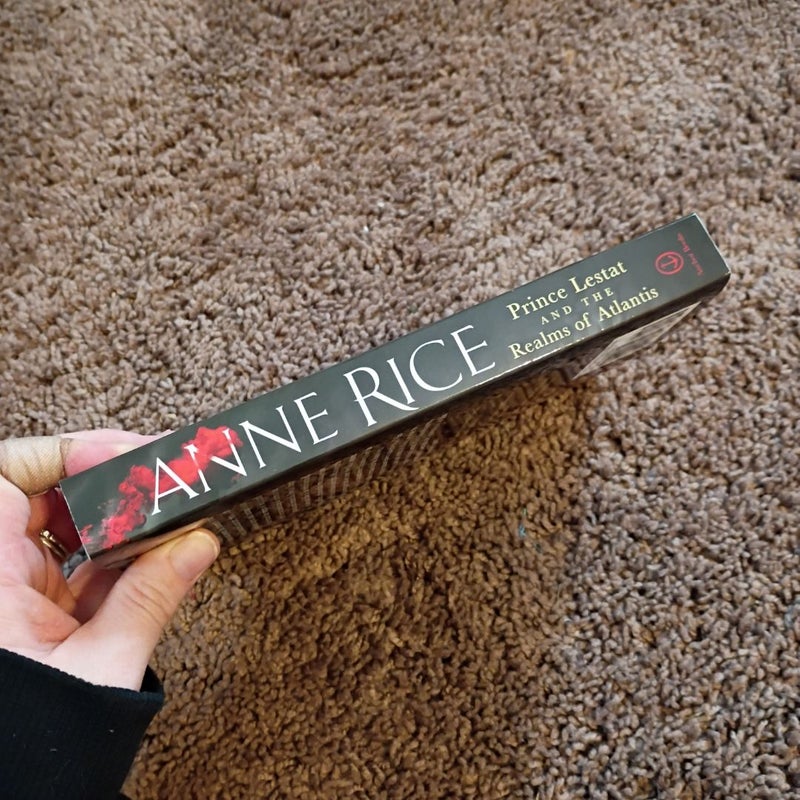 ANNE RICE
Prince Lestat
AND THE
Realms of Atlantis